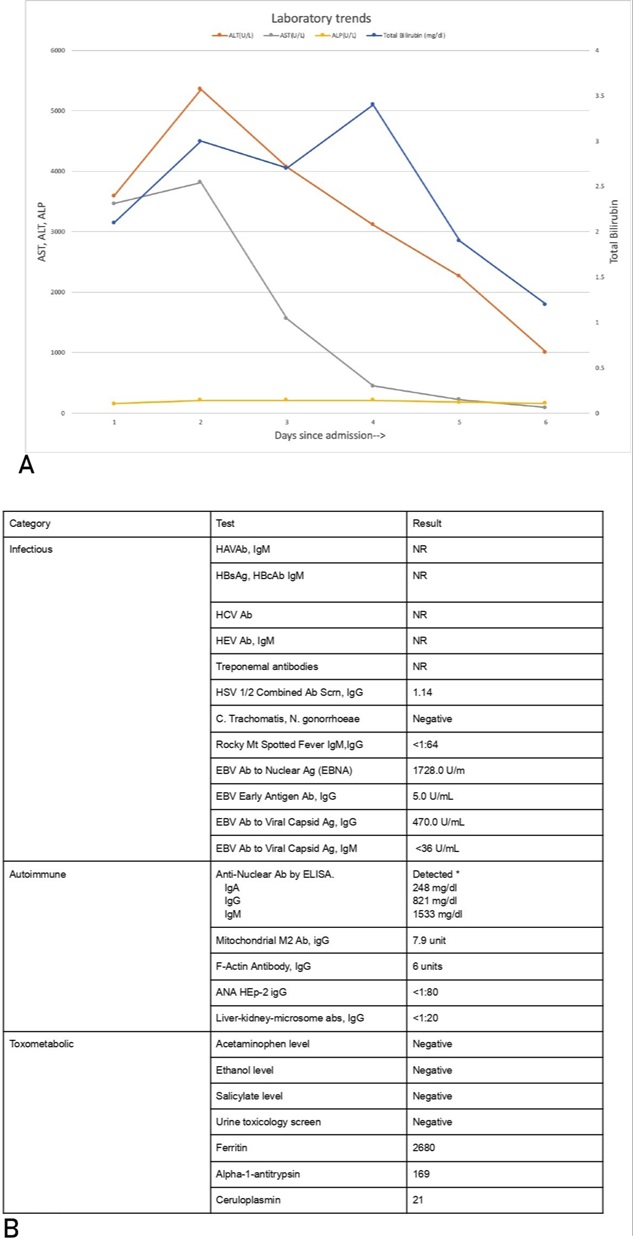 Laboratory trends
ALT(U/L) AST(U/L) ALP(U/L) Total Bilirubin (mg/dl)
6000
5000
4000
3000
2000
1000
0
AST, ALT, ALP
4
3.5
3
2.5
2
1.5
1
0.5
0
Total Bilirubin
1 2 3 4 5 6
Days since admission-->
A
Category Test Result
Infectious HAVAb, IgM NR
HBsAg, HBcAb IgM NR
HCV Ab NR
HEV Ab, IgM NR
Treponemal antibodies NR
HSV 1/2 Combined Ab Scrn, IgG 1.14
C. Trachomatis, N. gonorrhoeae Negative
Rocky Mt Spotted Fever IgM,IgG <1:64
EBV Ab to Nuclear Ag (EBNA) 1728.0 U/m
EBV Early Antigen Ab, IgG 5.0 U/mL
EBV Ab to Viral Capsid Ag, IgG 470.0 U/mL
EBV Ab to Viral Capsid Ag, IgM <36 U/mL
Autoimmune Anti-Nuclear Ab by ELISA. Detected *
IgA 248 mg/dl
IgG 821 mg/dl
IgM 1533 mg/dl
Mitochondrial M2 Ab, igG 7.9 unit
F-Actin Antibody, IgG 6 units
ANA HEp-2 igG <1:80
Liver-kidney-microsome abs, IgG <1:20
Toxometabolic Acetaminophen level Negative
Ethanol level Negative
Salicylate level Negative
Urine toxicology screen Negative
Ferritin 2680
Alpha-1-antitrypsin 169
Ceruloplasmin 21
B